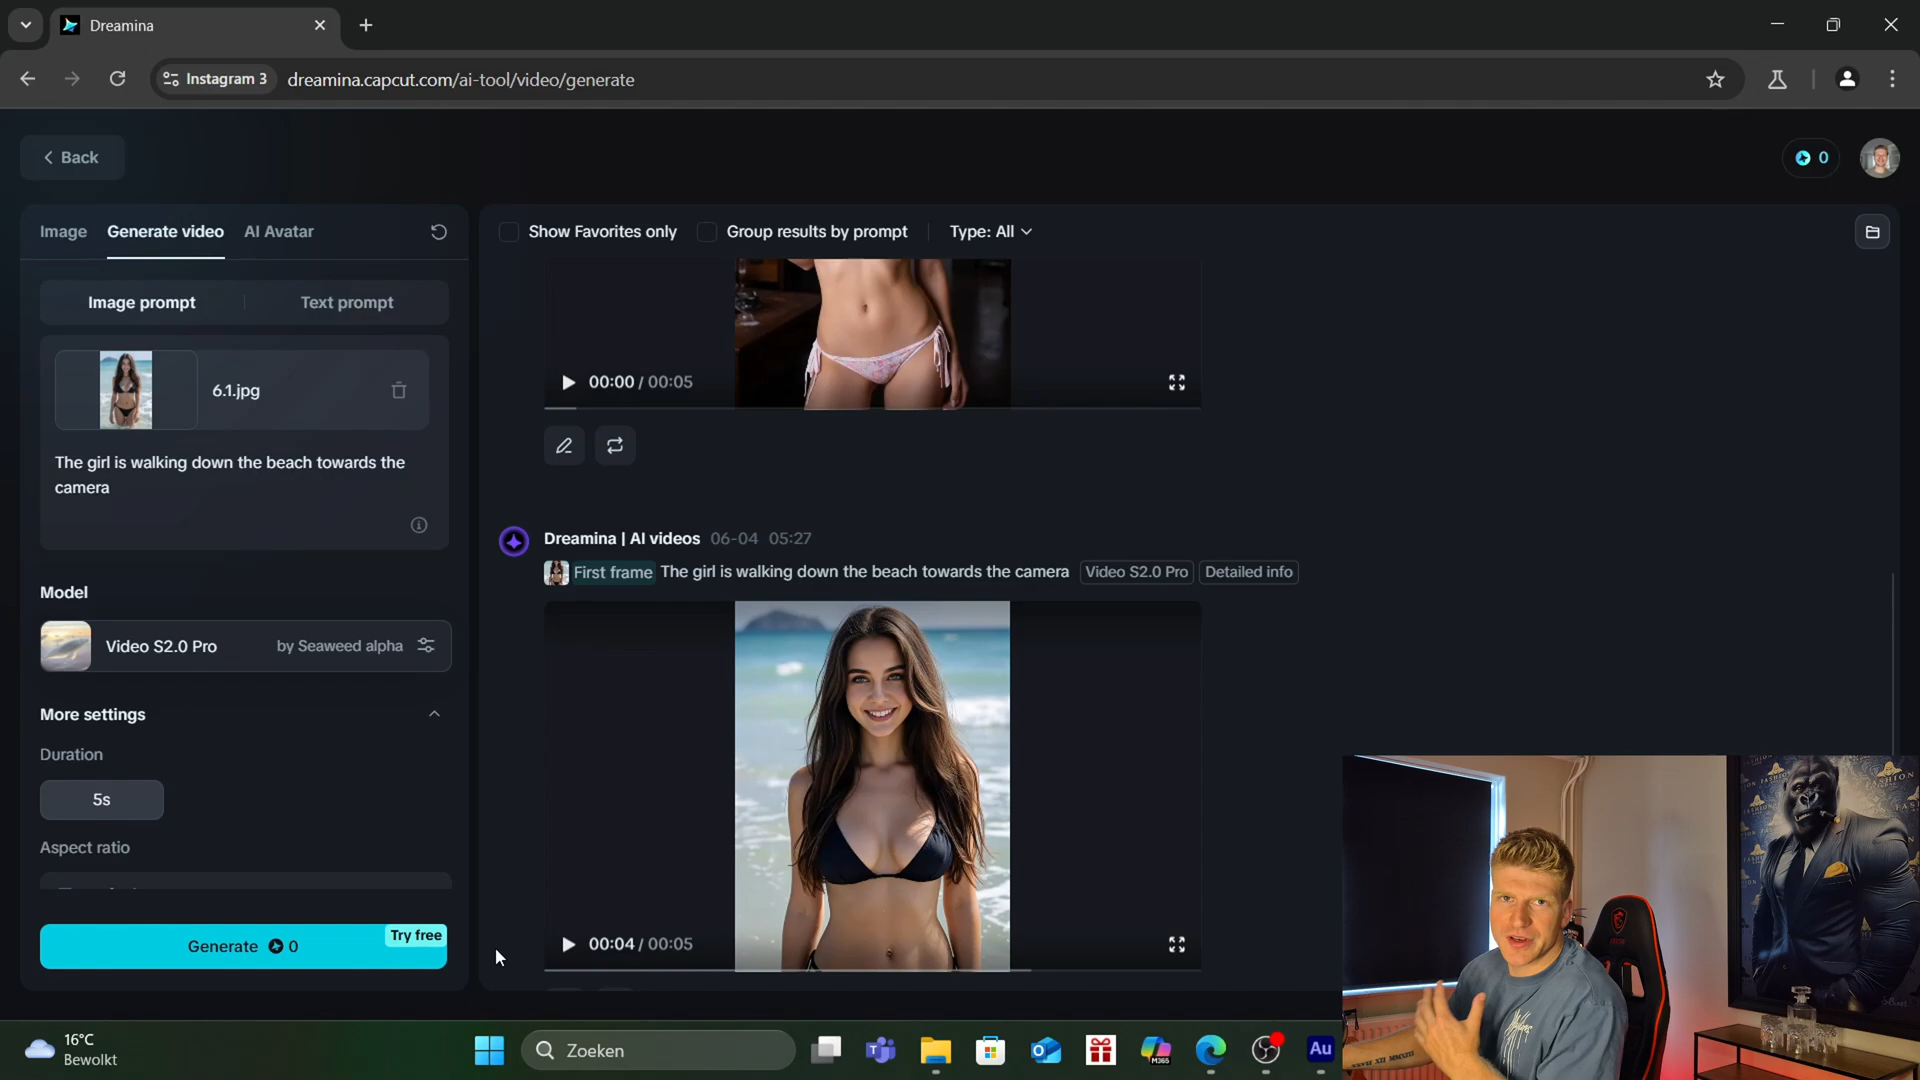 Dreamina
Instagram 3
dreamina.capcut.com/ai-tool/video/generate
Back
0
Image
Generate video
AI Avatar
Show Favorites only
Group results by prompt
Type: All
Image prompt
Text prompt
6.1.jpg
The girl is walking down the beach towards the
camera
00:00 / 00:05
Dreamina | AI videos 06-04 05:27
First frame The girl is walking down the beach towards the camera Video S2.0 Pro Detailed info
Model
Video S2.0 Pro by Seaweed alpha
More settings
Duration
5s
Aspect ratio
Generate 0
Try free
00:04 / 00:05
16°C
Bewolkt
Zoeken
M365
Au